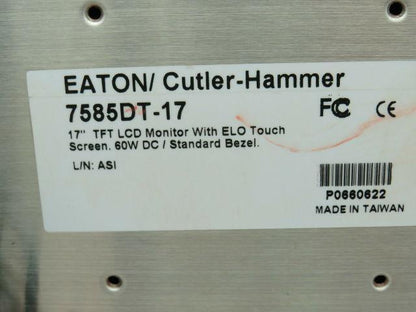 EATON/ Cutler-Hammer
7585DT-17
FC CE
17" TFT LCD Monitor With ELO Touch
Screen. 60W DC / Standard Bezel.
L/N: ASI
P0660622
MADE IN TAIWAN